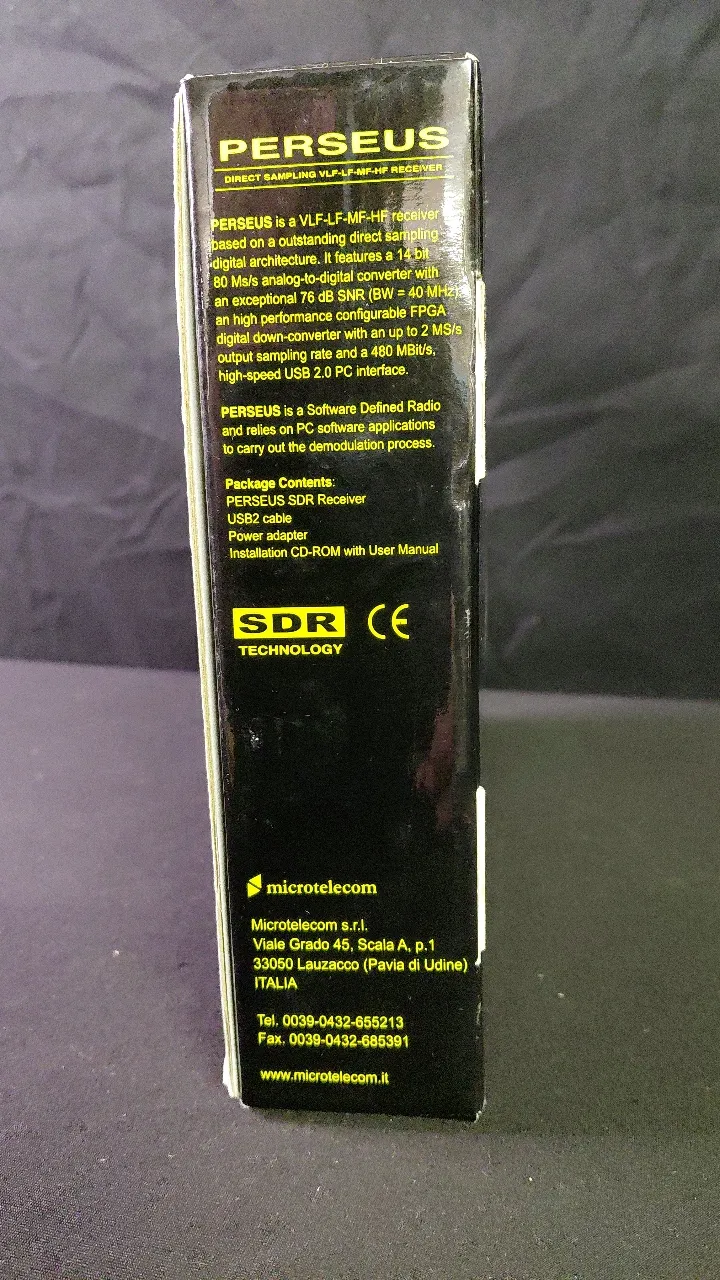 PERSEUS
DIRECT SAMPLING VLF-LF-MF-HF RECEIVER
PERSEUS is a VLF-LF-MF-HF receiver
based on a outstanding direct sampling
digital architecture. It features a 14 bit
80 Ms/s analog-to-digital converter with
an exceptional 76 dB SNR (BW = 40 MHz),
an high performance configurable FPGA
digital down-converter with an up to 2 MS/s
output sampling rate and a 480 MBit/s,
high-speed USB 2.0 PC interface.
PERSEUS is a Software Defined Radio
and relies on PC software applications
to carry out the demodulation process.
Package Contents:
PERSEUS SDR Receiver
USB2 cable
Power adapter
Installation CD-ROM with User Manual
SDR CE
TECHNOLOGY
microtelecom
Microtelecom s.r.l.
Viale Grado 45, Scala A, p.1
33050 Lauzacco (Pavia di Udine)
ITALIA
Tel. 0039-0432-655213
Fax. 0039-0432-685391
www.microtelecom.it